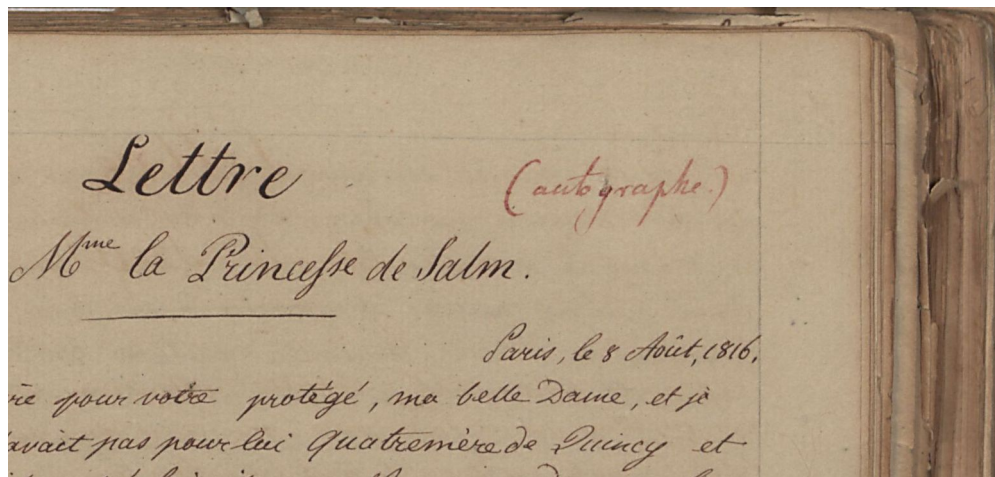 Lettre
(autographe.)
Mme la Princesse de Salm.
Paris, le 8 Août, 1816.
pour votre protégé, ma belle Dame, et je
avait pas pour lui Quatremère de Quincy et